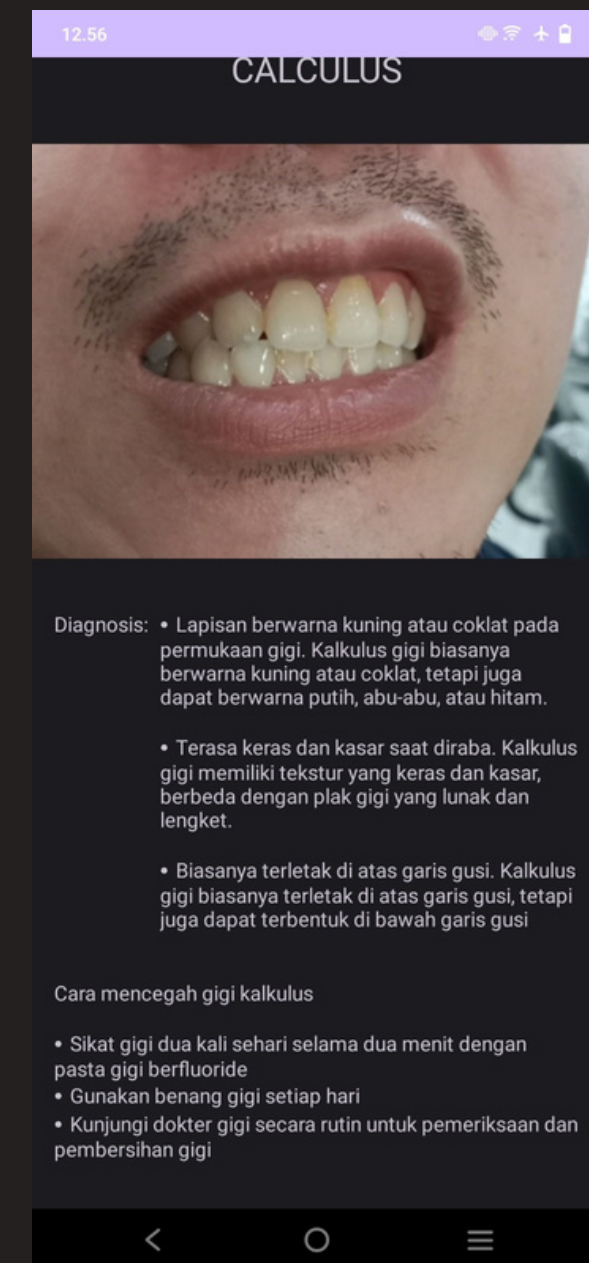 12.56
CALCULUS
Diagnosis: • Lapisan berwarna kuning atau coklat pada
permukaan gigi. Kalkulus gigi biasanya
berwarna kuning atau coklat, tetapi juga
dapat berwarna putih, abu-abu, atau hitam.
• Terasa keras dan kasar saat diraba. Kalkulus
gigi memiliki tekstur yang keras dan kasar,
berbeda dengan plak gigi yang lunak dan
lengket.
• Biasanya terletak di atas garis gusi. Kalkulus
gigi biasanya terletak di atas garis gusi, tetapi
juga dapat terbentuk di bawah garis gusi
Cara mencegah gigi kalkulus
• Sikat gigi dua kali sehari selama dua menit dengan
pasta gigi berfluoride
• Gunakan benang gigi setiap hari
• Kunjungi dokter gigi secara rutin untuk pemeriksaan dan
pembersihan gigi